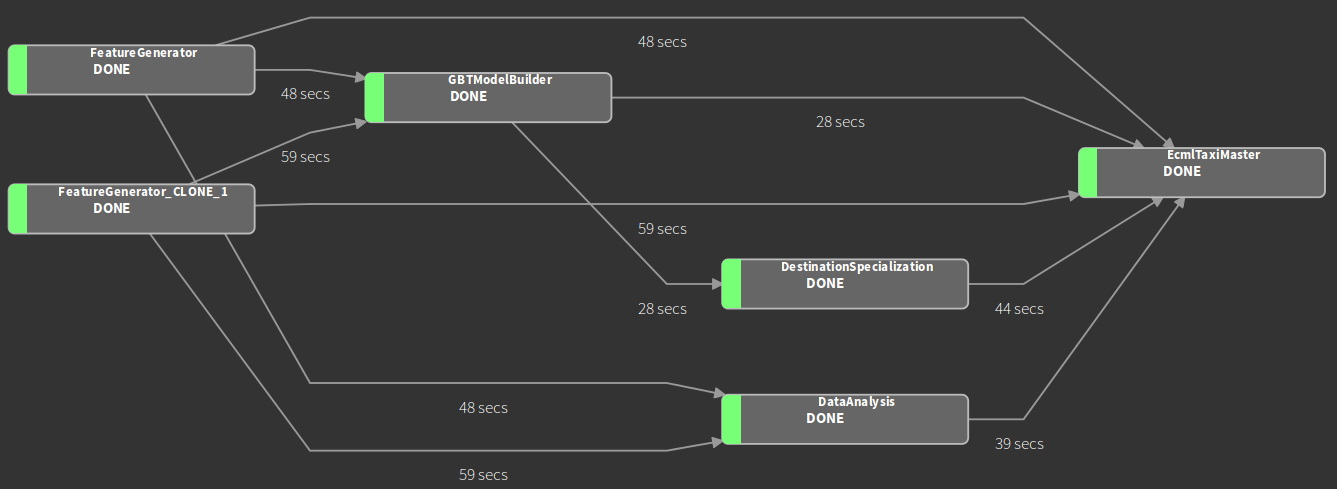 FeatureGenerator
DONE
48 secs
48 secs
GBTModelBuilder
DONE
28 secs
59 secs
EcmlTaxiMaster
DONE
FeatureGenerator_CLONE_1
DONE
59 secs
DestinationSpecialization
DONE
28 secs
44 secs
DataAnalysis
DONE
48 secs
39 secs
59 secs